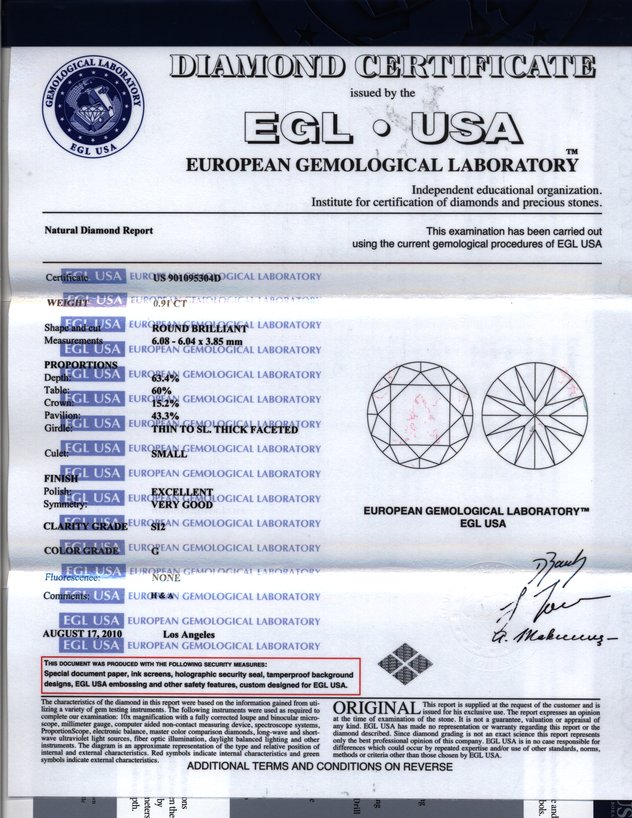 GEMOLOGICAL LABORATORY
EGL USA
DIAMOND CERTIFICATE
issued by the
EGL • USA
EUROPEAN GEMOLOGICAL LABORATORY™
Independent educational organization.
Institute for certification of diamonds and precious stones.
Natural Diamond Report
This examination has been carried out
using the current gemological procedures of EGL USA
Certificate US 901095304D
WEIGHT 0.91 CT
Shape and cut ROUND BRILLIANT
Measurements 6.08 - 6.04 x 3.85 mm
PROPORTIONS
Depth: 63.4%
Table: 60%
Crown: 15.2%
Pavilion: 43.3%
Girdle: THIN TO SL. THICK FACETED
Culet: SMALL
FINISH
Polish: EXCELLENT
Symmetry: VERY GOOD
CLARITY GRADE SI2
COLOR GRADE G
Fluorescence: NONE
Comments: H & A
AUGUST 17, 2010 Los Angeles
EGL USA EUROPEAN GEMOLOGICAL LABORATORY
EUROPEAN GEMOLOGICAL LABORATORY™
EGL USA
THIS DOCUMENT WAS PRODUCED WITH THE FOLLOWING SECURITY MEASURES:
Special document paper, ink screens, holographic security seal, tamperproof background
designs, EGL USA embossing and other safety features, custom designed for EGL USA.
The characteristics of the diamond in this report were based on the information gained from uti-
lizing a variety of gem testing instruments. The following instruments were used as required to
complete our examination: 10x magnification with a fully corrected loupe and binocular micro-
scope, millimeter gauge, computer aided non-contact measuring device, spectroscope systems,
ProportionScope, electronic balance, master color comparison diamonds, long-wave and short-
wave ultraviolet light sources, fiber optic illumination, daylight balanced lighting and other
instruments. The diagram is an approximate representation of the type and relative position of
internal and external characteristics. Red symbols indicate internal characteristics and green
symbols indicate external characteristics.
ORIGINAL This report is supplied at the request of the customer and is
issued for his exclusive use. The report expresses an opinion
at the time of examination of the stone. It is not a guarantee, valuation or appraisal of
any kind. EGL USA has made no representation or warranty regarding this report or the
diamond described. Since diamond grading is not an exact science this report represents
only the best professional opinion of this company. EGL USA is in no case responsible for
differences which could occur by repeated expertise and/or use of other standards, norms,
methods or criteria other than those chosen by EGL USA.
ADDITIONAL TERMS AND CONDITIONS ON REVERSE